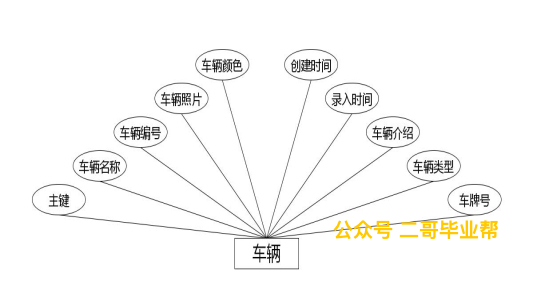 车辆颜色
创建时间
车辆照片
录入时间
车辆编号
车辆介绍
车辆名称
车辆类型
主键
车牌号
公众号 二哥毕业帮
车辆